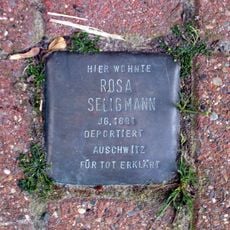 HIER WOHNTE
ROSA
SELIGMANN
JG. 1881
DEPORTIERT
AUSCHWITZ
FÜR TOT ERKLÄRT